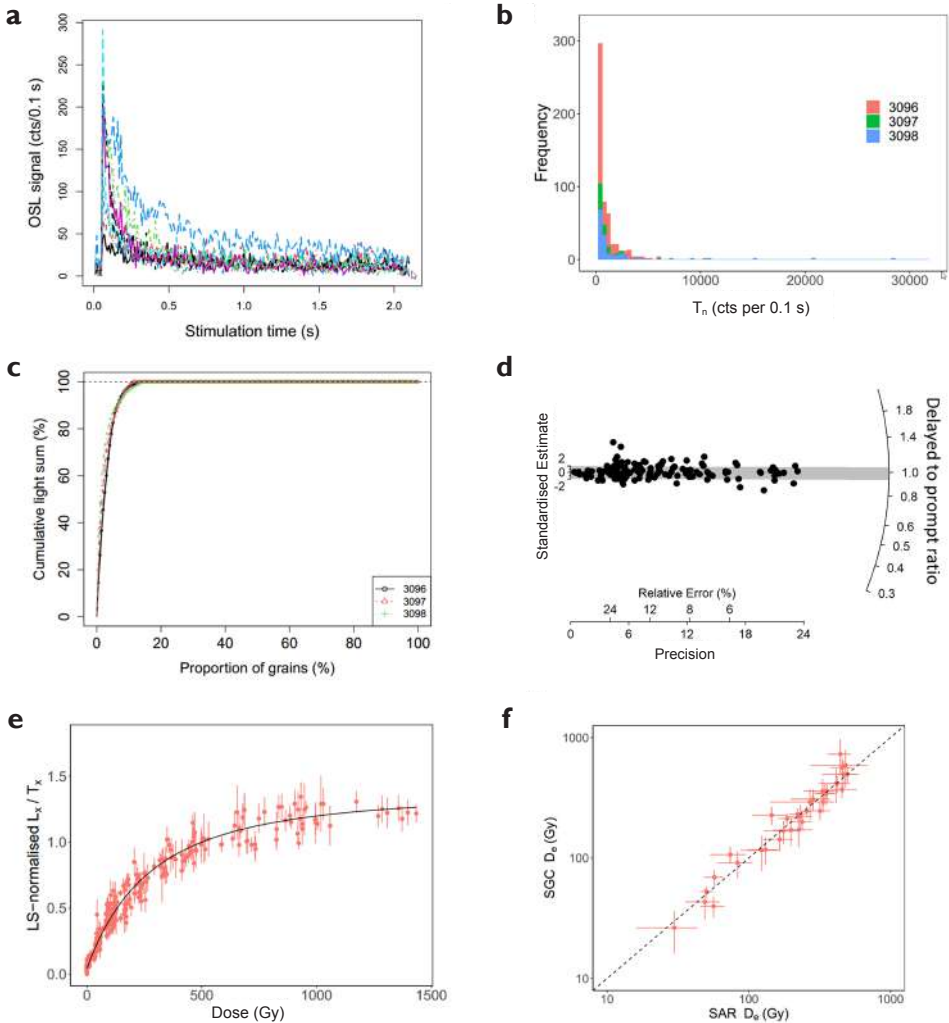 a
OSL signal (cts/0.1 s)
300
250
200
150
100
50
0
0.0 0.5 1.0 1.5 2.0
Stimulation time (s)
b
Frequency
300
200
100
0
3096
3097
3098
0 10000 20000 30000
Tₙ (cts per 0.1 s)
c
Cumulative light sum (%)
100
80
60
40
20
0
3096
3097
3098
0 20 40 60 80 100
Proportion of grains (%)
d
Standardised Estimate
2
0
-2
Delayed to prompt ratio
1.8
1.4
1.0
0.8
0.6
0.5
0.4
0.3
Relative Error (%)
24 12 8 6
0 6 12 18 24
Precision
e
LS-normalised Lₓ / Tₓ
1.5
1.0
0.5
0.0
0 500 1000 1500
Dose (Gy)
f
SGC Dₑ (Gy)
1000
100
10
10 100 1000
SAR Dₑ (Gy)